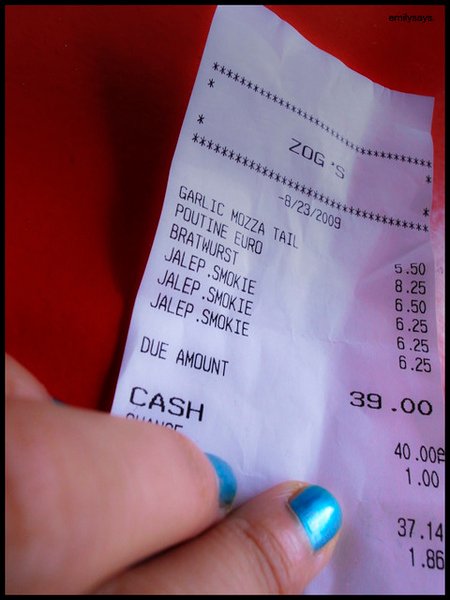 emilysaya
************************
*                      *
ZOG'S
*                      *
************************
-8/23/2009
GARLIC MOZZA TAIL 5.50
POUTINE EURO 8.25
BRATWURST 6.50
JALEP.SMOKIE 6.25
JALEP.SMOKIE 6.25
JALEP.SMOKIE 6.25
DUE AMOUNT 39.00
CASH 40.00
CHANGE 1.00
37.14
1.86